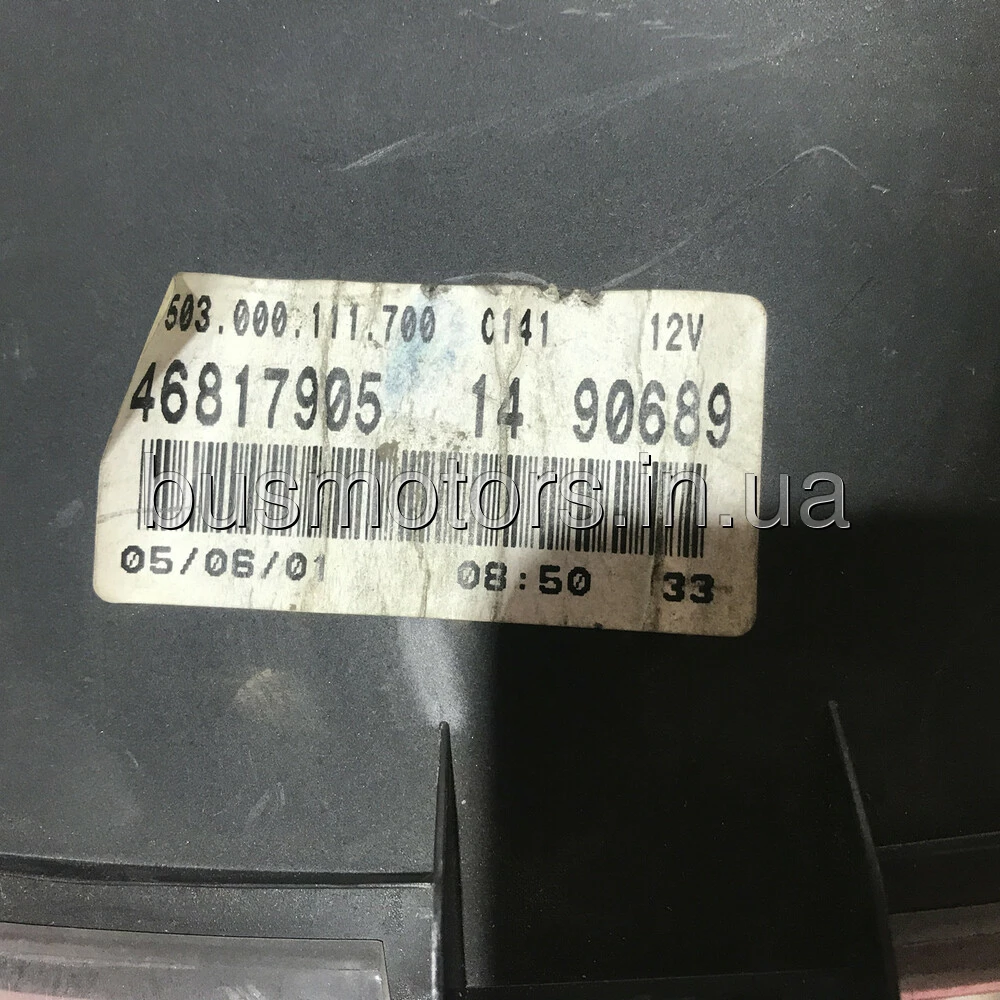 503.000.111.700 C141 12V
46817905 14 90689
busmotors.in.ua
05/06/01 08:50 33